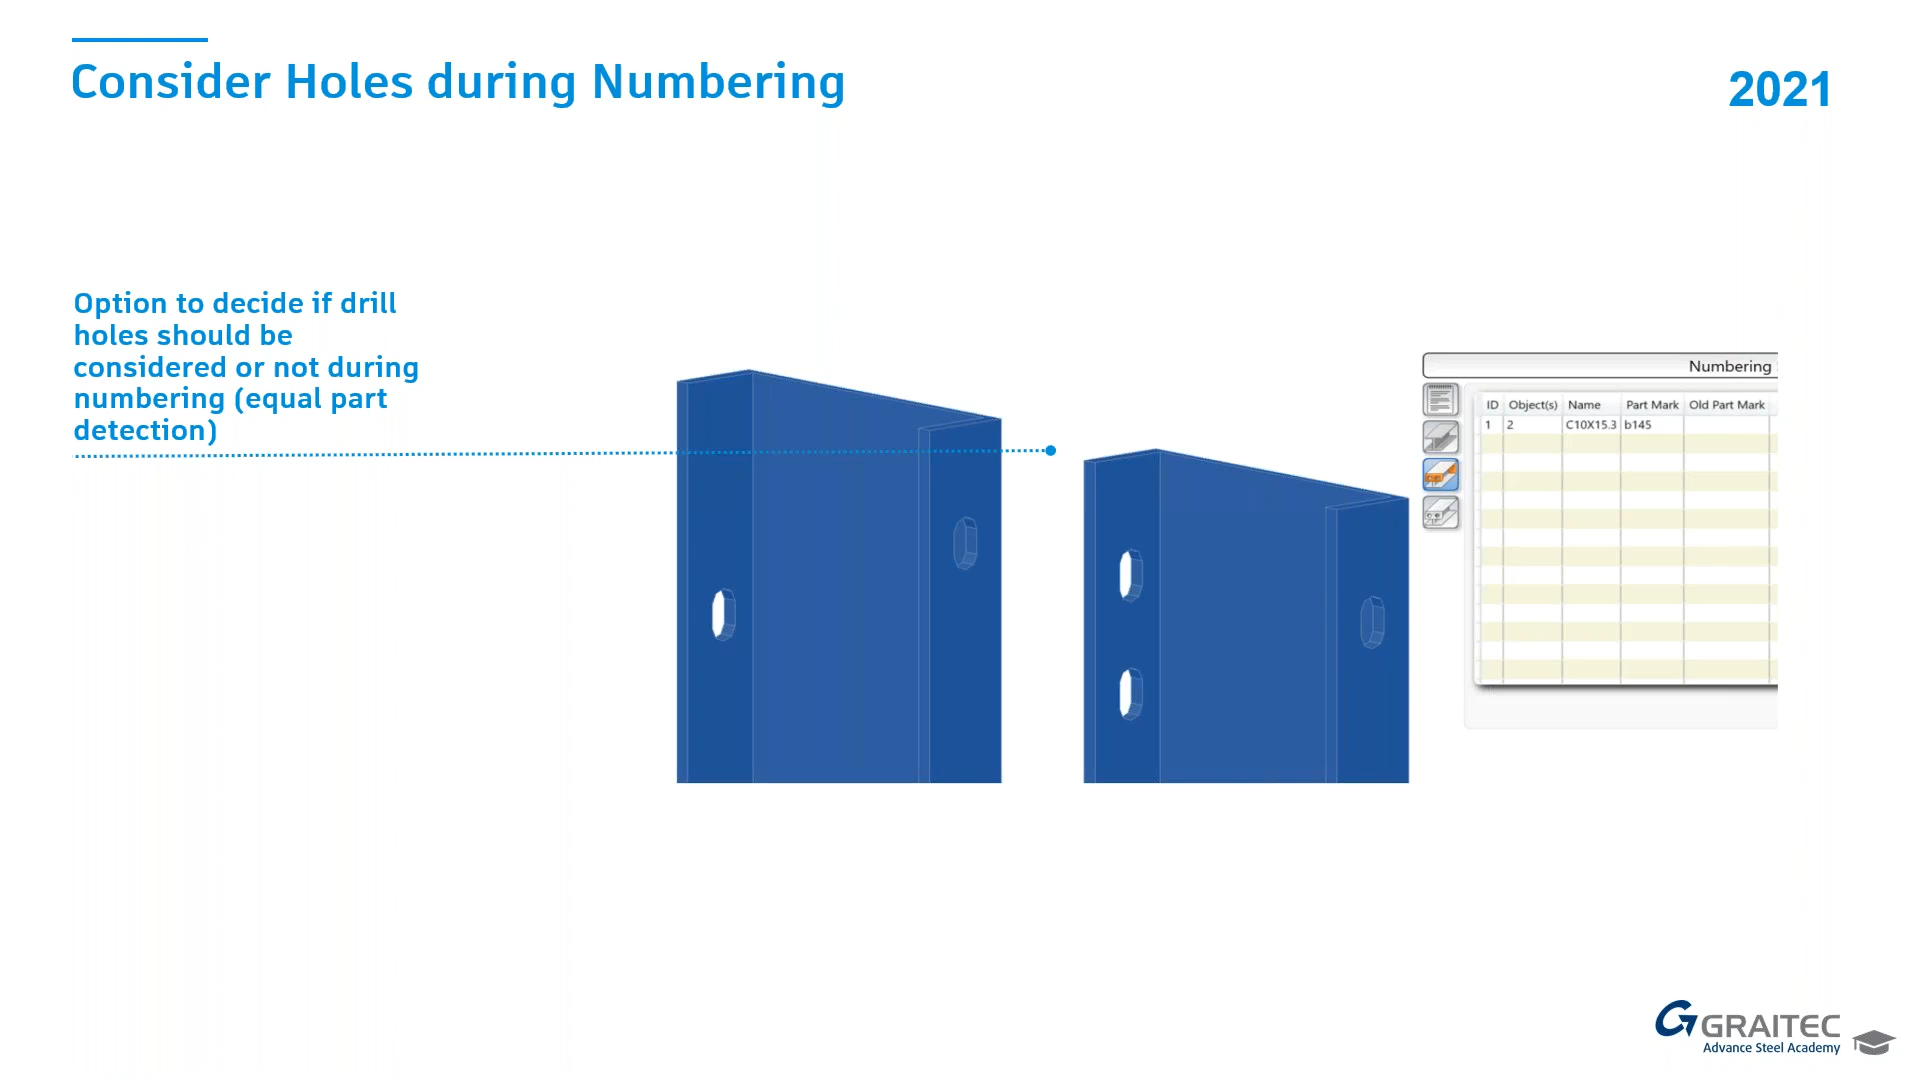 Consider Holes during Numbering
2021
Option to decide if drill
holes should be
considered or not during
numbering (equal part
detection)
Numbering
ID Object(s) Name Part Mark Old Part Mark
1 2 C10X15.3 b145
GRAITEC
Advance Steel Academy